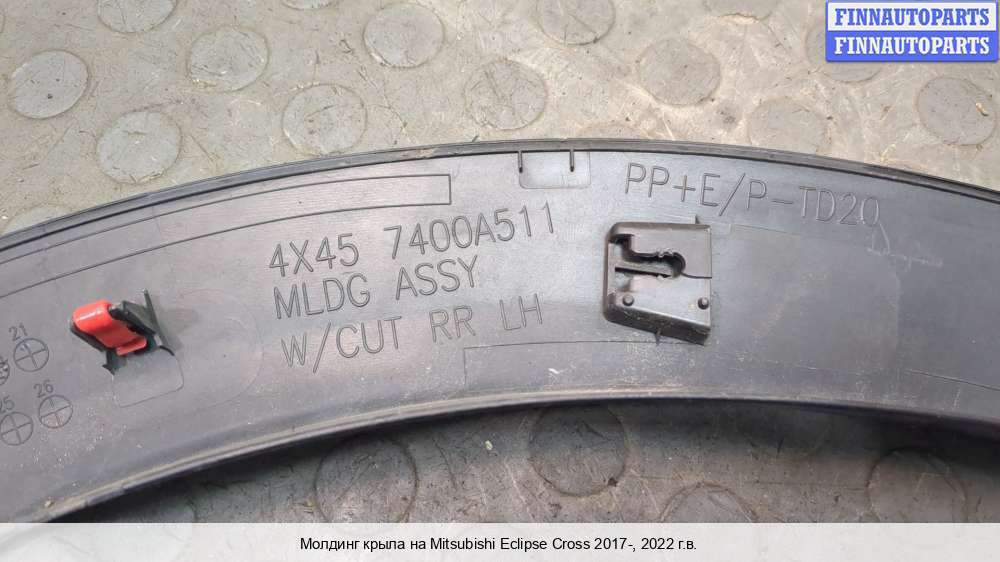 FINNAUTOPARTS
FINNAUTOPARTS
PP+E/P-TD20
4X45 7400A511
MLDG ASSY
W/CUT RR LH
21
26
25
Молдинг крыла на Mitsubishi Eclipse Cross 2017-, 2022 г.в.